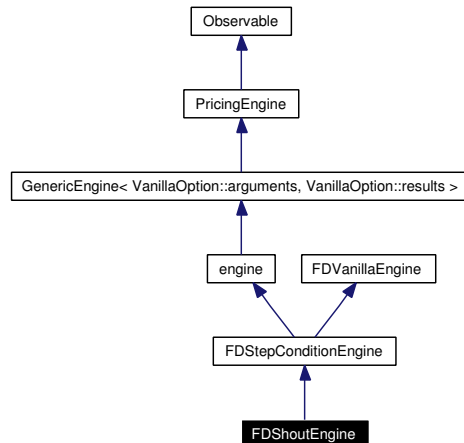 Observable
PricingEngine
GenericEngine< VanillaOption::arguments, VanillaOption::results >
engine
FDVanillaEngine
FDStepConditionEngine
FDShoutEngine